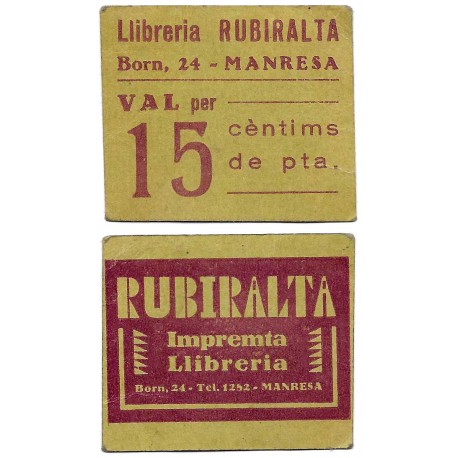 Llibreria RUBIRALTA
Born, 24 - MANRESA
VAL per
15 cèntims
de pta.
RUBIRALTA
Impremta
Llibreria
Born, 24 - Tel. 1282 - MANRESA